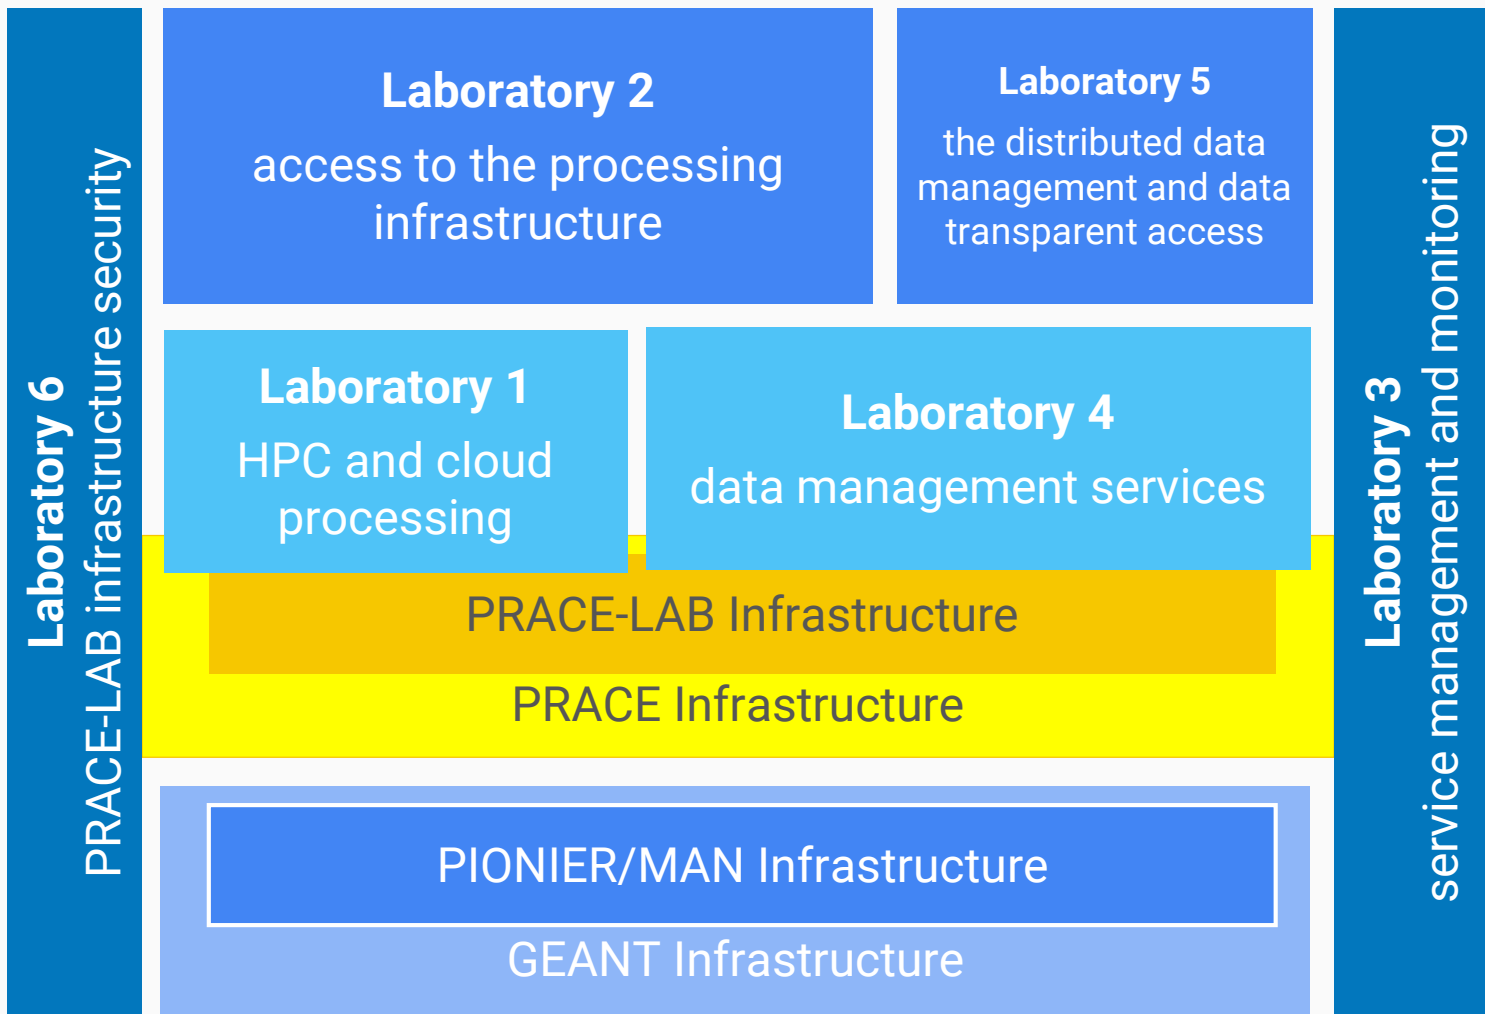 Laboratory 6
PRACE-LAB infrastructure security
Laboratory 2
access to the processing
infrastructure
Laboratory 5
the distributed data
management and data
transparent access
Laboratory 1
HPC and cloud
processing
Laboratory 4
data management services
PRACE-LAB Infrastructure
PRACE Infrastructure
PIONIER/MAN Infrastructure
GEANT Infrastructure
Laboratory 3
service management and monitoring